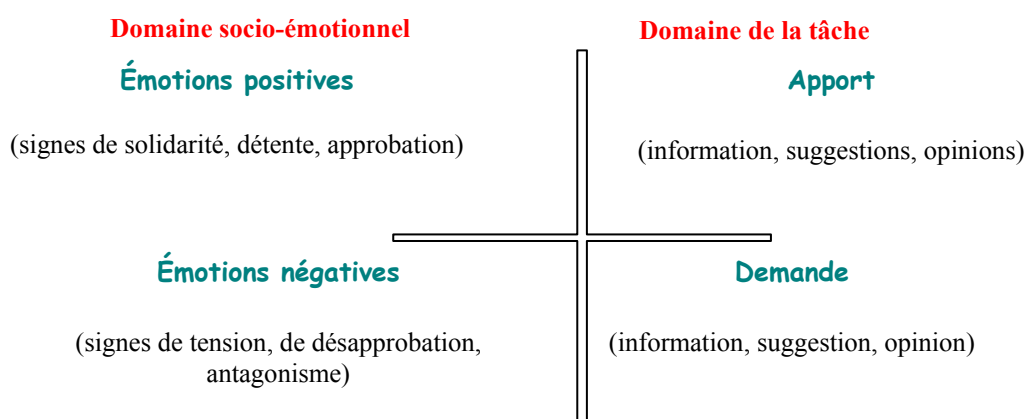 Domaine socio-émotionnel
Domaine de la tâche
Émotions positives
Apport
(signes de solidarité, détente, approbation)
(information, suggestions, opinions)
Émotions négatives
Demande
(signes de tension, de désapprobation,
antagonisme)
(information, suggestion, opinion)